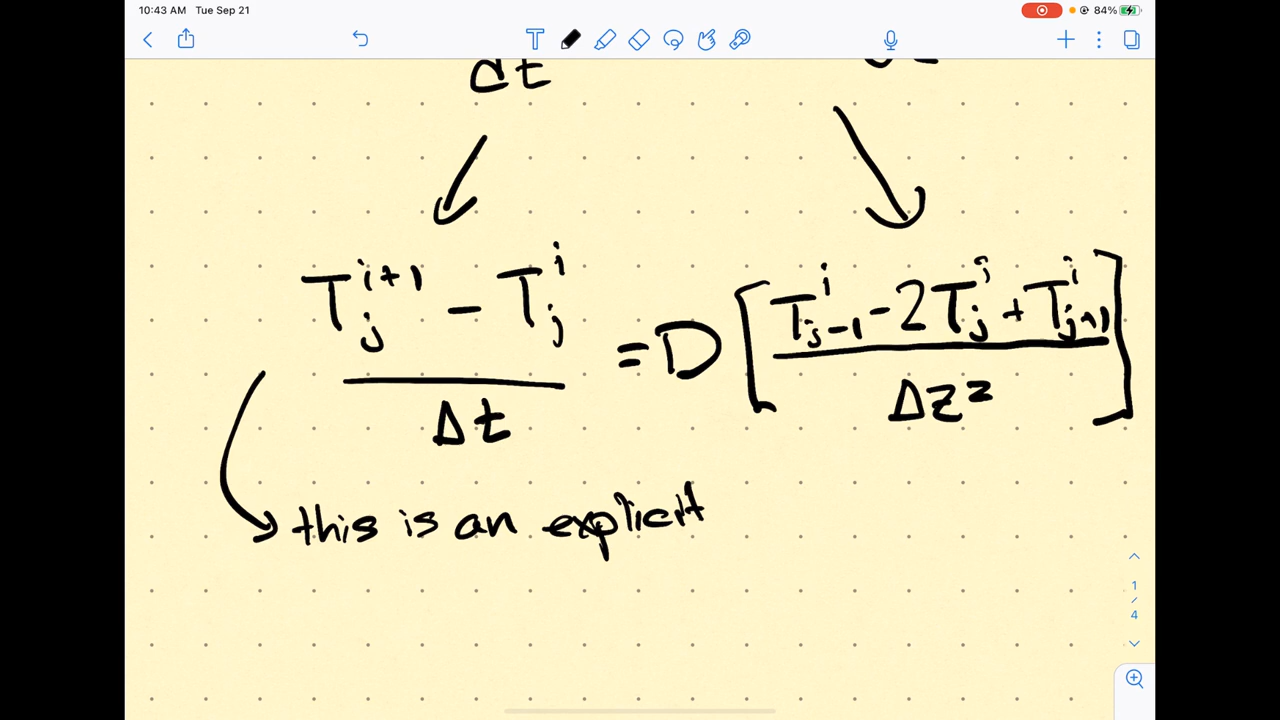 10:43 AM Tue Sep 21 84%
T
dt
T_j^{i+1} - T_j^i = D [ T_{j-1}^i - 2T_j^i + T_{j+1}^i ]
Δt Δz²
this is an explicit
1
/
4